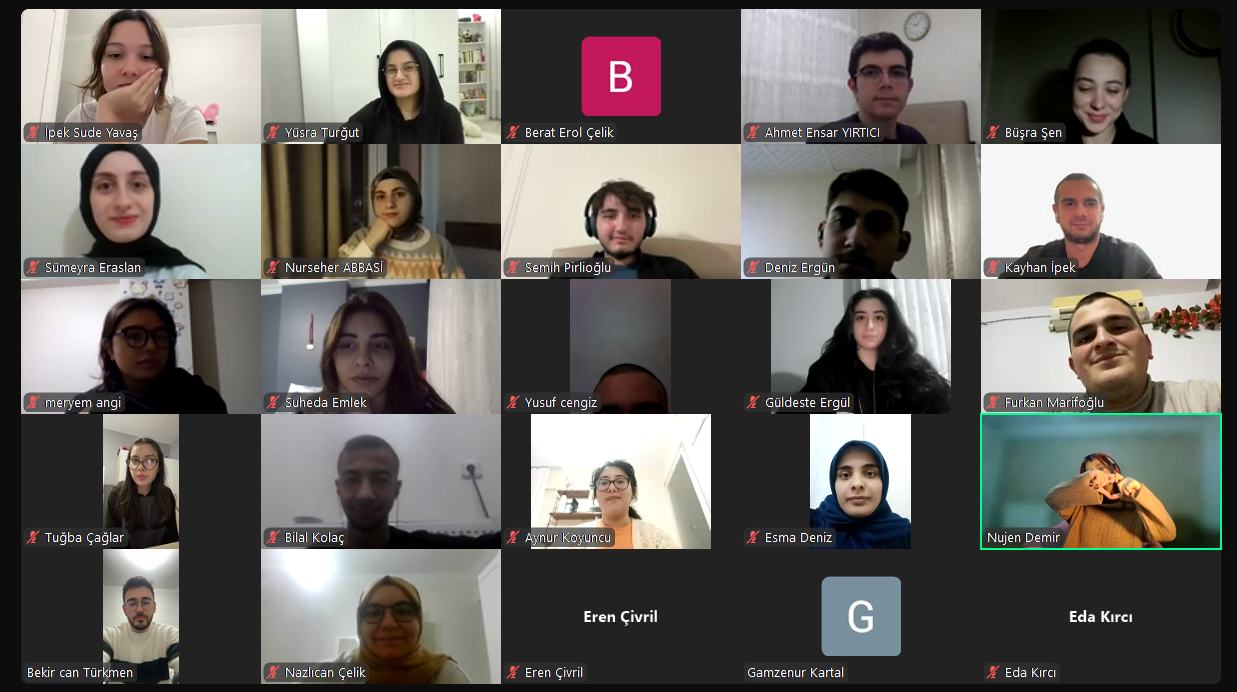 İpek Sude Yavaş
Yüsra Turğut
B
Berat Erol Çelik
Ahmet Ensar YIRTICI
Büşra Şen
Sümeyra Eraslan
Nurseher ABBASİ
Semih Pirlioğlu
Deniz Ergün
Kayhan İpek
meryem angi
Suheda Emlek
Yusuf cengiz
Güldeste Ergül
Furkan Marifoğlu
Tuğba Çağlar
Bilal Kolaç
Aynur Koyuncu
Esma Deniz
Nujen Demir
Bekir can Türkmen
Nazlıcan Çelik
Eren Çivril
Eren Çivril
G
Gamzenur Kartal
Eda Kırcı
Eda Kırcı